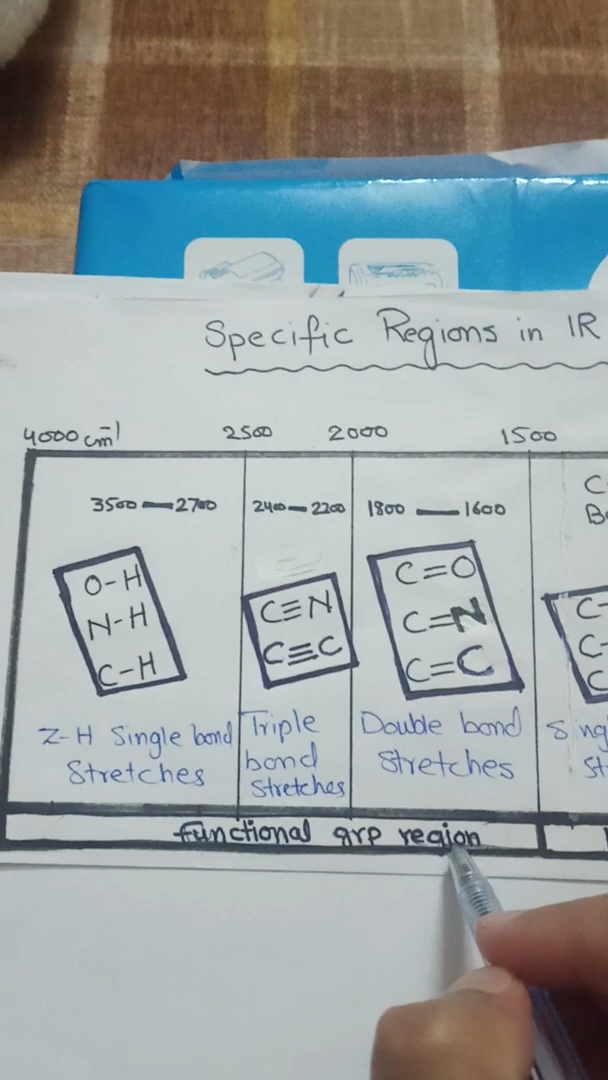 Specific Regions in IR
4000 cm⁻¹ 2500 2000 1500
3500 — 2700 2400 — 2200 1800 — 1600
O-H
N-H
C-H
C≡N
C≡C
C=O
C=N
C=C
Z-H Single bond
Stretches
Triple
bond
Stretches
Double bond
Stretches
functional grp region